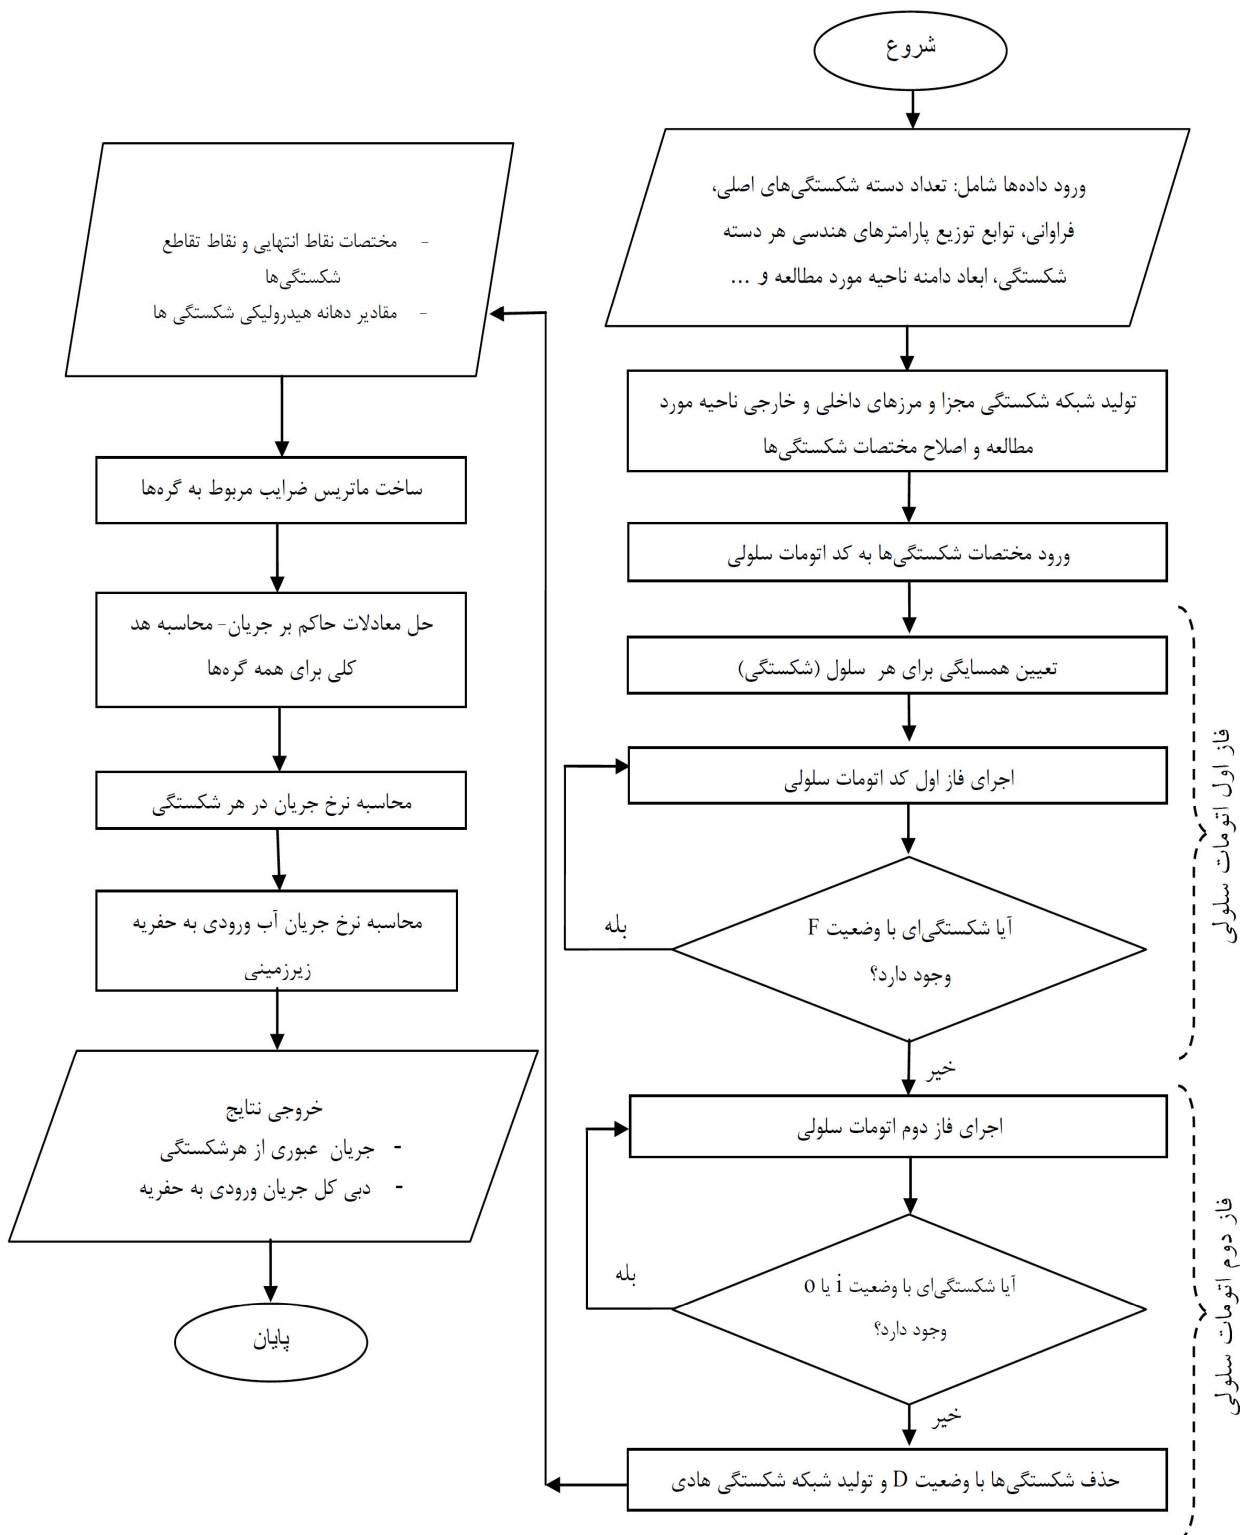 شروع
ورود داده‌ها شامل: تعداد دسته شکستگی‌های اصلی،
فراوانی، توابع توزیع پارامترهای هندسی هر دسته
شکستگی، ابعاد دامنه ناحیه مورد مطالعه و ...
تولید شبکه شکستگی مجزا و مرزهای داخلی و خارجی ناحیه مورد
مطالعه و اصلاح مختصات شکستگی‌ها
ورود مختصات شکستگی‌ها به کد اتومات سلولی
تعیین همسایگی برای هر سلول (شکستگی)
اجرای فاز اول کد اتومات سلولی
آیا شکستگی‌ای با وضعیت F
وجود دارد؟
بله
خیر
فاز اول اتومات سلولی
اجرای فاز دوم اتومات سلولی
آیا شکستگی‌ای با وضعیت i یا o
وجود دارد؟
بله
خیر
فاز دوم اتومات سلولی
حذف شکستگی‌ها با وضعیت D و تولید شبکه شکستگی هادی
- مختصات نقاط انتهایی و نقاط تقاطع
شکستگی‌ها
- مقادیر دهانه هیدرولیکی شکستگی ها
ساخت ماتریس ضرایب مربوط به گره‌ها
حل معادلات حاکم بر جریان- محاسبه هد
کلی برای همه گره‌ها
محاسبه نرخ جریان در هر شکستگی
محاسبه نرخ جریان آب ورودی به حفریه
زیرزمینی
خروجی نتایج
- جریان عبوری از هرشکستگی
- دبی کل جریان ورودی به حفریه
پایان